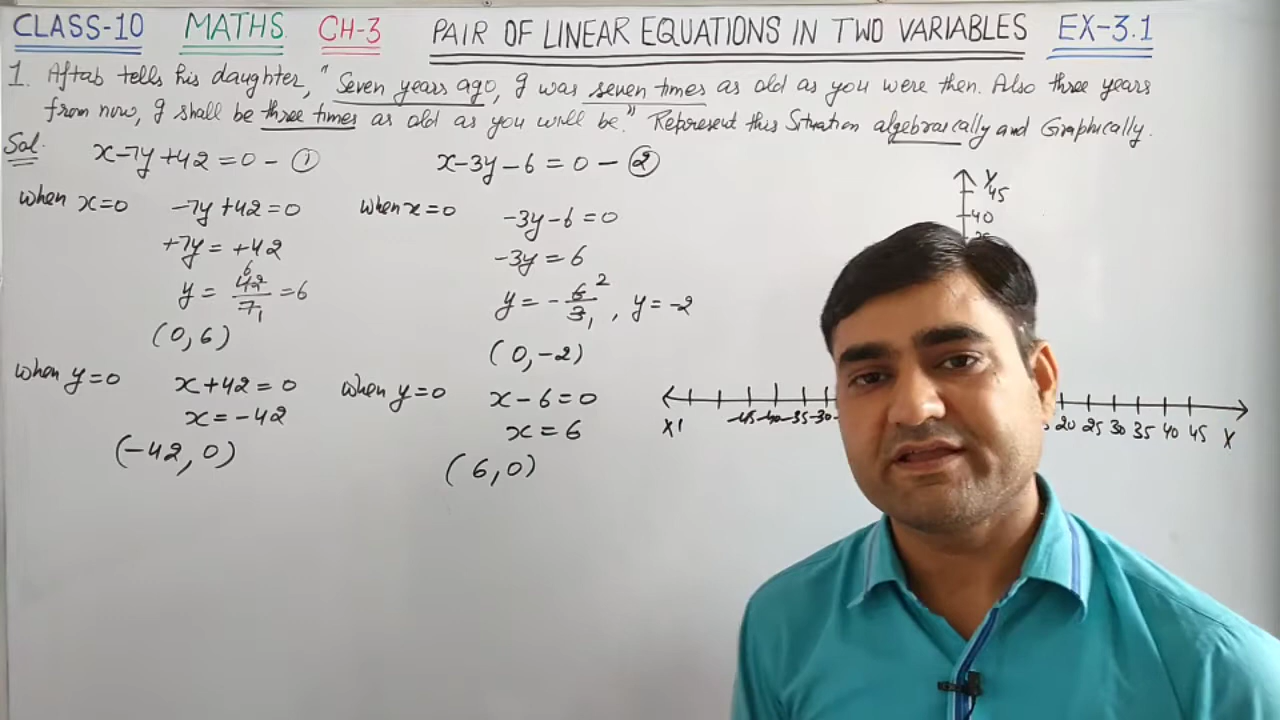 CLASS-10 MATHS CH-3 PAIR OF LINEAR EQUATIONS IN TWO VARIABLES EX-3.1
1. Aftab tells his daughter, "Seven years ago, I was seven times as old as you were then. Also three years
from now, I shall be three times as old as you will be." Represent this Situation algebraically and Graphically.
Sol.
x-7y+42=0 - ① x-3y-6=0 - ②
when x=0 -7y+42=0 when x=0 -3y-6=0
+7y=+42 -3y=6
y = 42/7 = 6 y = -6/3, y=-2
6 1 2 1
(0,6) (0,-2)
when y=0 x+42=0 when y=0 x-6=0
x=-42 x=6
(-42,0) (6,0)
Y
45
40
X' -45 -40 -35 -30 20 25 30 35 40 45 X